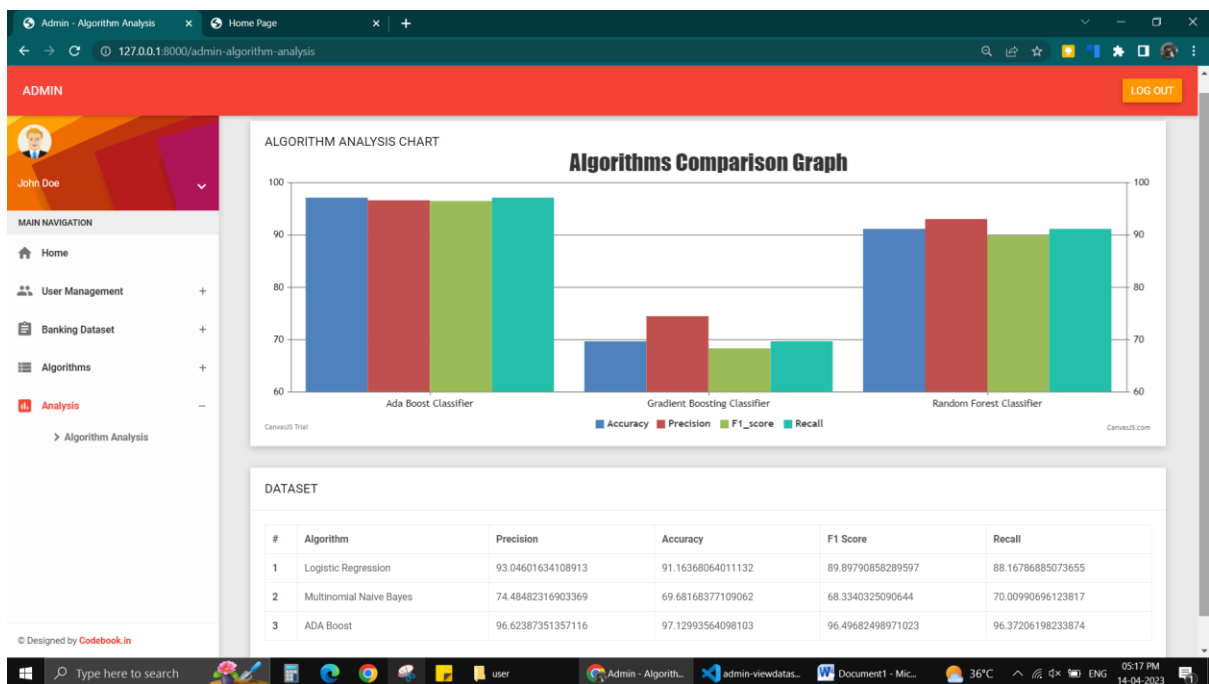 Admin - Algorithm Analysis
Home Page
127.0.0.1:8000/admin-algorithm-analysis
ADMIN
LOG OUT
John Doe
MAIN NAVIGATION
Home
User Management
Banking Dataset
Algorithms
Analysis
Algorithm Analysis
© Designed by Codebook.in
ALGORITHM ANALYSIS CHART
Algorithms Comparison Graph
100 100
90 90
80 80
70 70
60 60
Ada Boost Classifier Gradient Boosting Classifier Random Forest Classifier
Accuracy Precision F1_score Recall
CanvasJS Trial CanvasJS.com
DATASET
# Algorithm Precision Accuracy F1 Score Recall
1 Logistic Regression 93.04601634108913 91.16368064011132 89.89790858289597 88.16786885073655
2 Multinomial Naive Bayes 74.48482316903369 69.68168377109062 68.3340325090644 70.00990696123817
3 ADA Boost 96.62387351357116 97.12993564098103 96.49682498971023 96.37206198233874
Type here to search
user
Admin - Algorith...
admin-viewdatas...
Document1 - Mic...
36°C
ENG
05:17 PM
14-04-2023